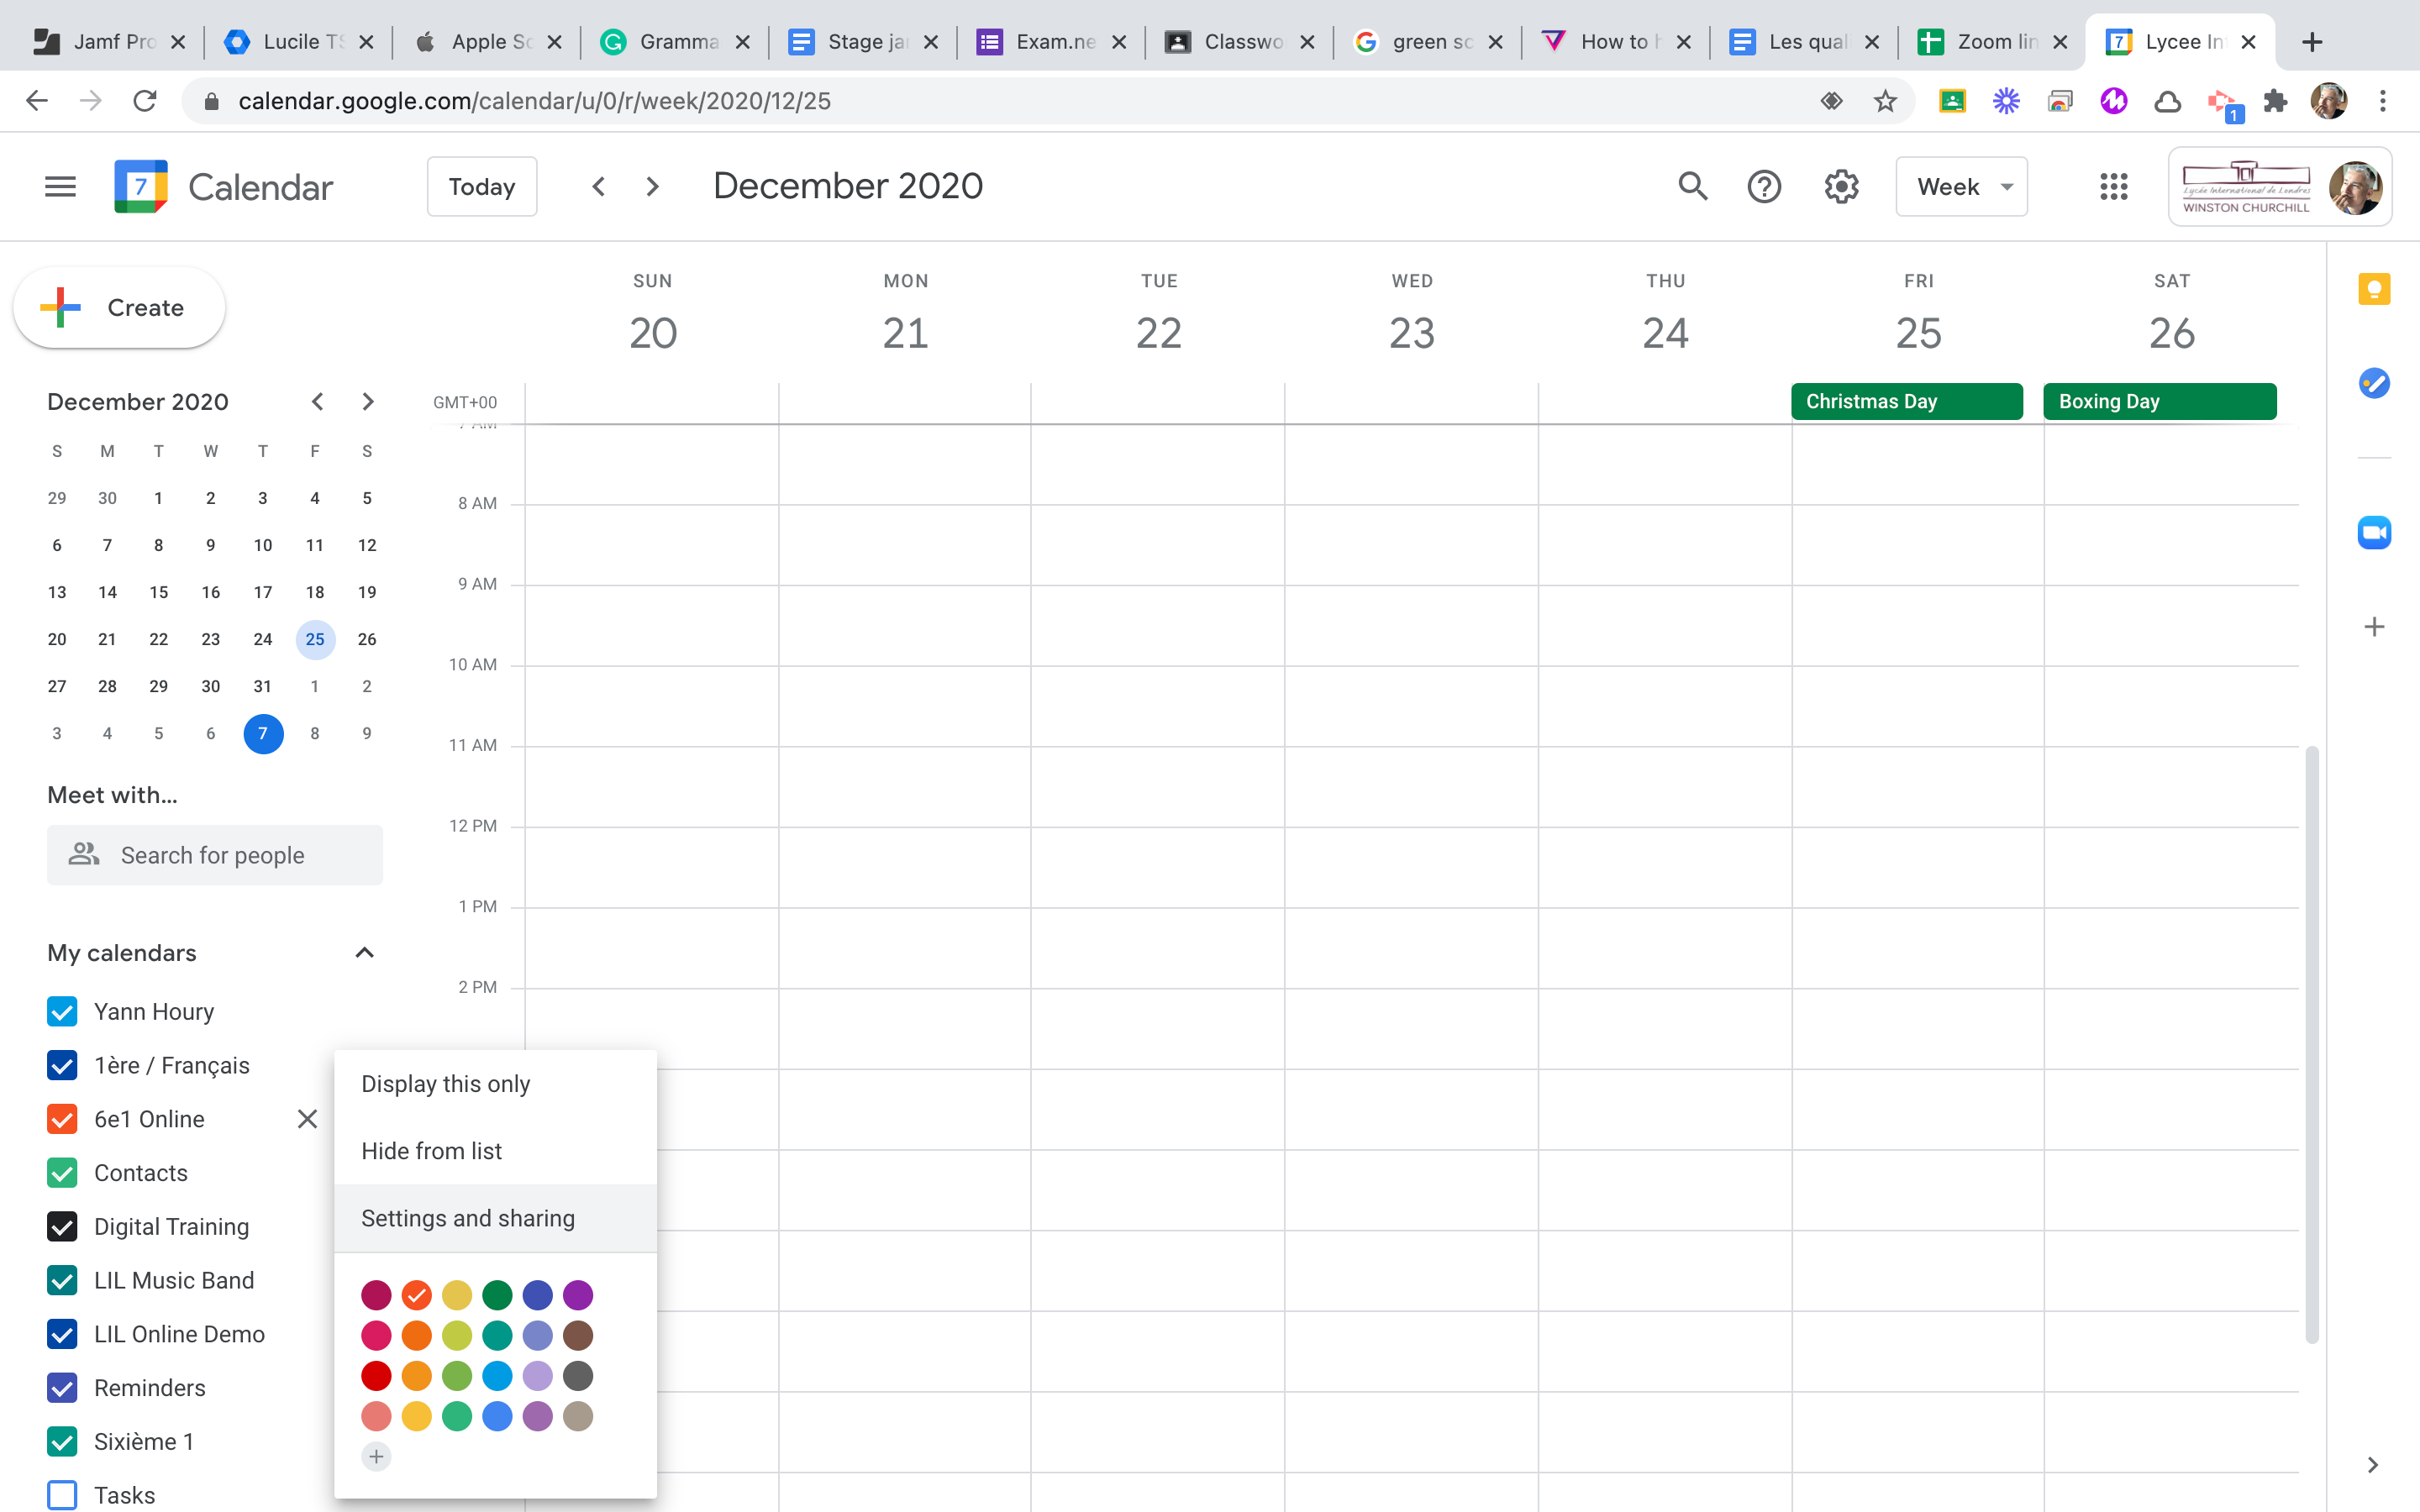 Jamf Pro
Lucile TS
Apple Sc
Gramma
Stage jan
Exam.ne
Classwo
green sc
How to h
Les qual
Zoom lin
Lycee Int
calendar.google.com/calendar/u/0/r/week/2020/12/25
1
7
Calendar
Today
December 2020
Week
Lycée International de Londres
WINSTON CHURCHILL
Create
SUN MON TUE WED THU FRI SAT
20 21 22 23 24 25 26
GMT+00
Christmas Day
Boxing Day
7 AM
8 AM
9 AM
10 AM
11 AM
12 PM
1 PM
2 PM
December 2020
S M T W T F S
29 30 1 2 3 4 5
6 7 8 9 10 11 12
13 14 15 16 17 18 19
20 21 22 23 24 25 26
27 28 29 30 31 1 2
3 4 5 6 7 8 9
Meet with...
Search for people
My calendars
Yann Houry
1ère / Français
6e1 Online
Contacts
Digital Training
LIL Music Band
LIL Online Demo
Reminders
Sixième 1
Tasks
Display this only
Hide from list
Settings and sharing